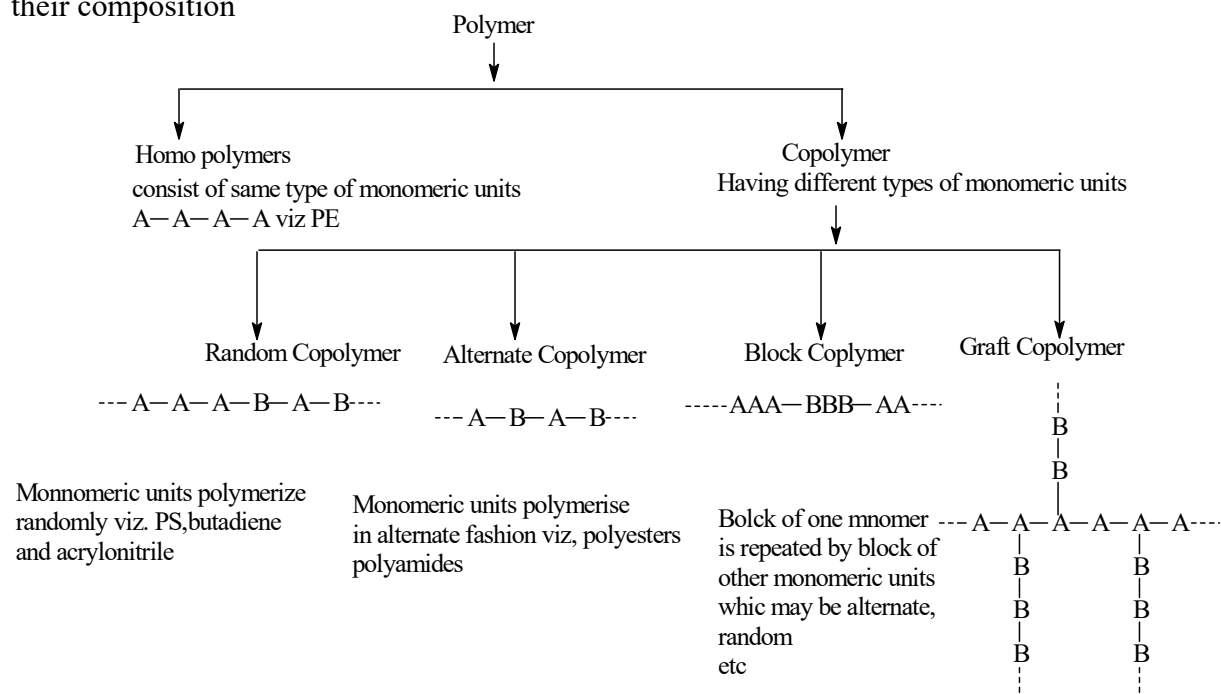 their composition
Polymer
Homo polymers
consist of same type of monomeric units
A—A—A—A viz PE
Copolymer
Having different types of monomeric units
Random Copolymer
---A—A—A—B—A—B----
Monnomeric units polymerize
randomly viz. PS,butadiene
and acrylonitrile
Alternate Copolymer
---A—B—A—B----
Monomeric units polymerise
in alternate fashion viz, polyesters
polyamides
Block Coplymer
-----AAA—BBB—AA----
Bolck of one mnomer
is repeated by block of
other monomeric units
whic may be alternate,
random
etc
Graft Copolymer
B
B
---A—A—A—A—A—A----
B B
B B
B B